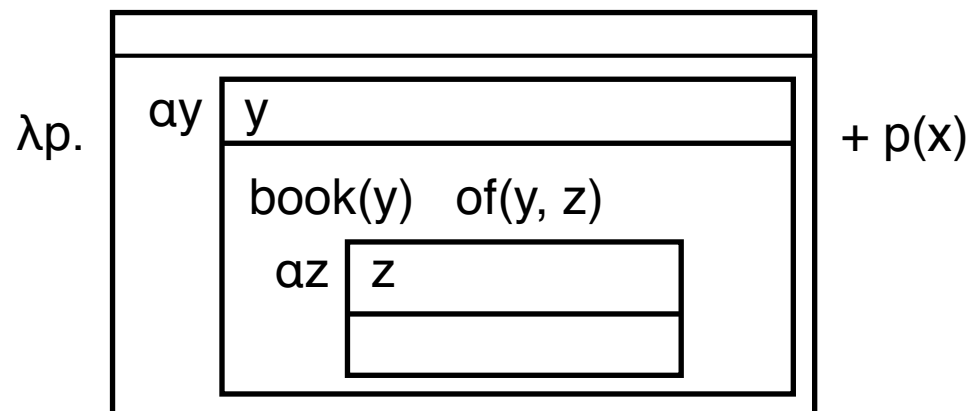 λp. αy y + p(x)
book(y) of(y, z)
αz z